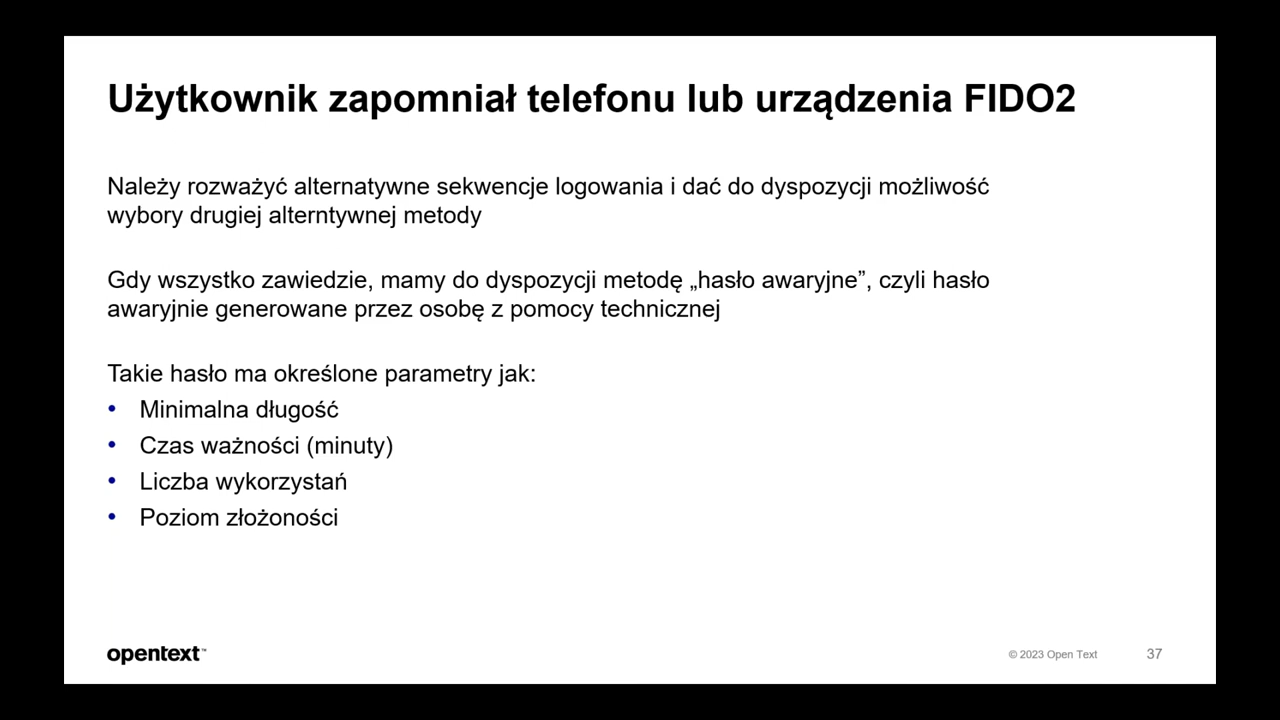 Użytkownik zapomniał telefonu lub urządzenia FIDO2
Należy rozważyć alternatywne sekwencje logowania i dać do dyspozycji możliwość
wybory drugiej alterntywnej metody
Gdy wszystko zawiedzie, mamy do dyspozycji metodę „hasło awaryjne”, czyli hasło
awaryjnie generowane przez osobę z pomocy technicznej
Takie hasło ma określone parametry jak:
• Minimalna długość
• Czas ważności (minuty)
• Liczba wykorzystań
• Poziom złożoności
opentext™
© 2023 Open Text
37